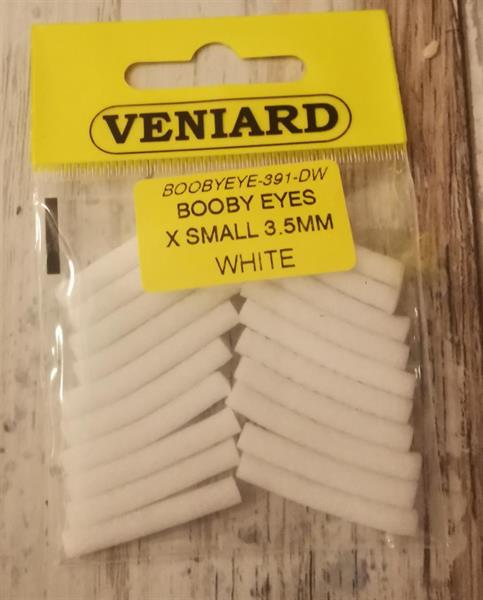 VENIARD
BOOBYEYE-391-DW
BOOBY EYES
X SMALL 3.5MM
WHITE